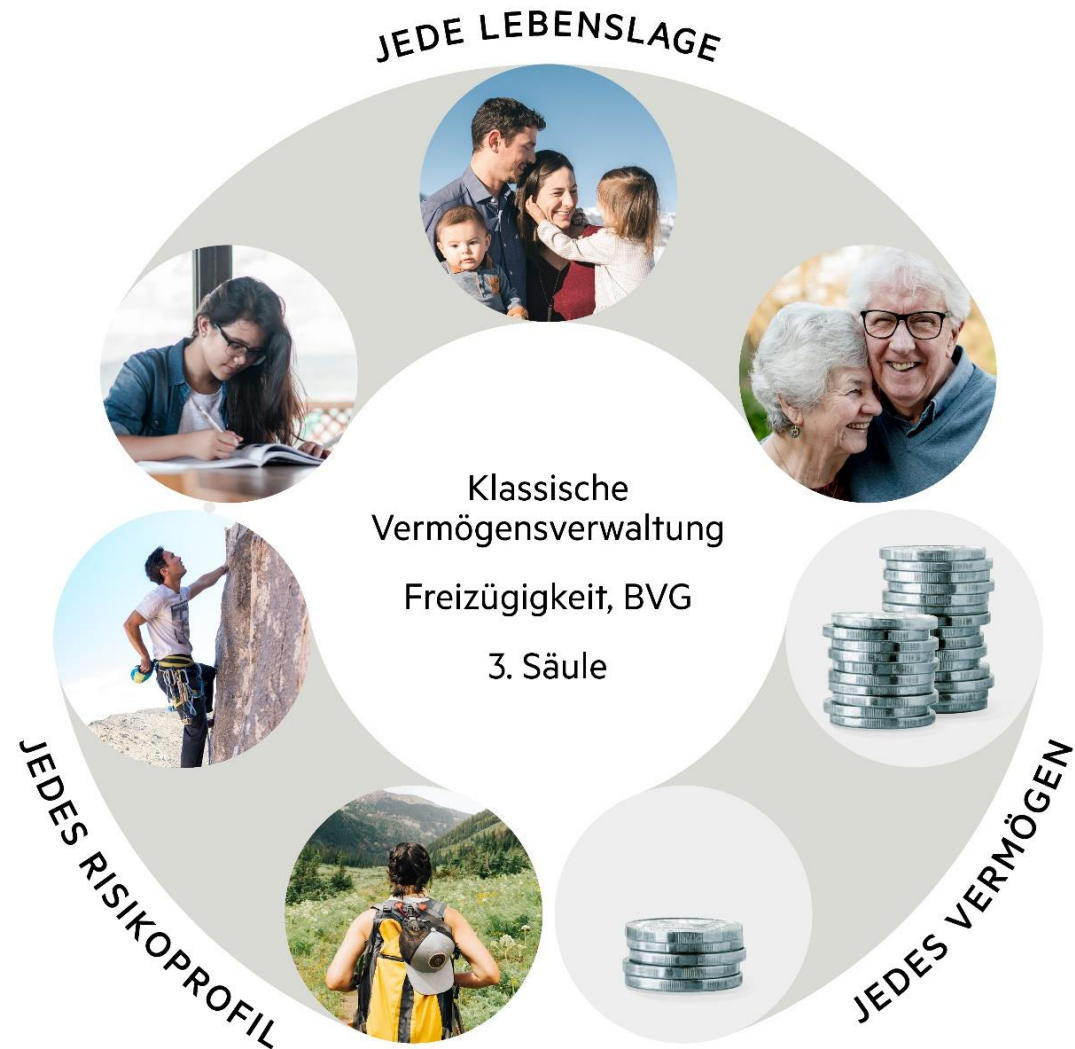 JEDE LEBENSLAGE
Klassische
Vermögensverwaltung
Freizügigkeit, BVG
3. Säule
JEDES RISIKOPROFIL
JEDES VERMÖGEN